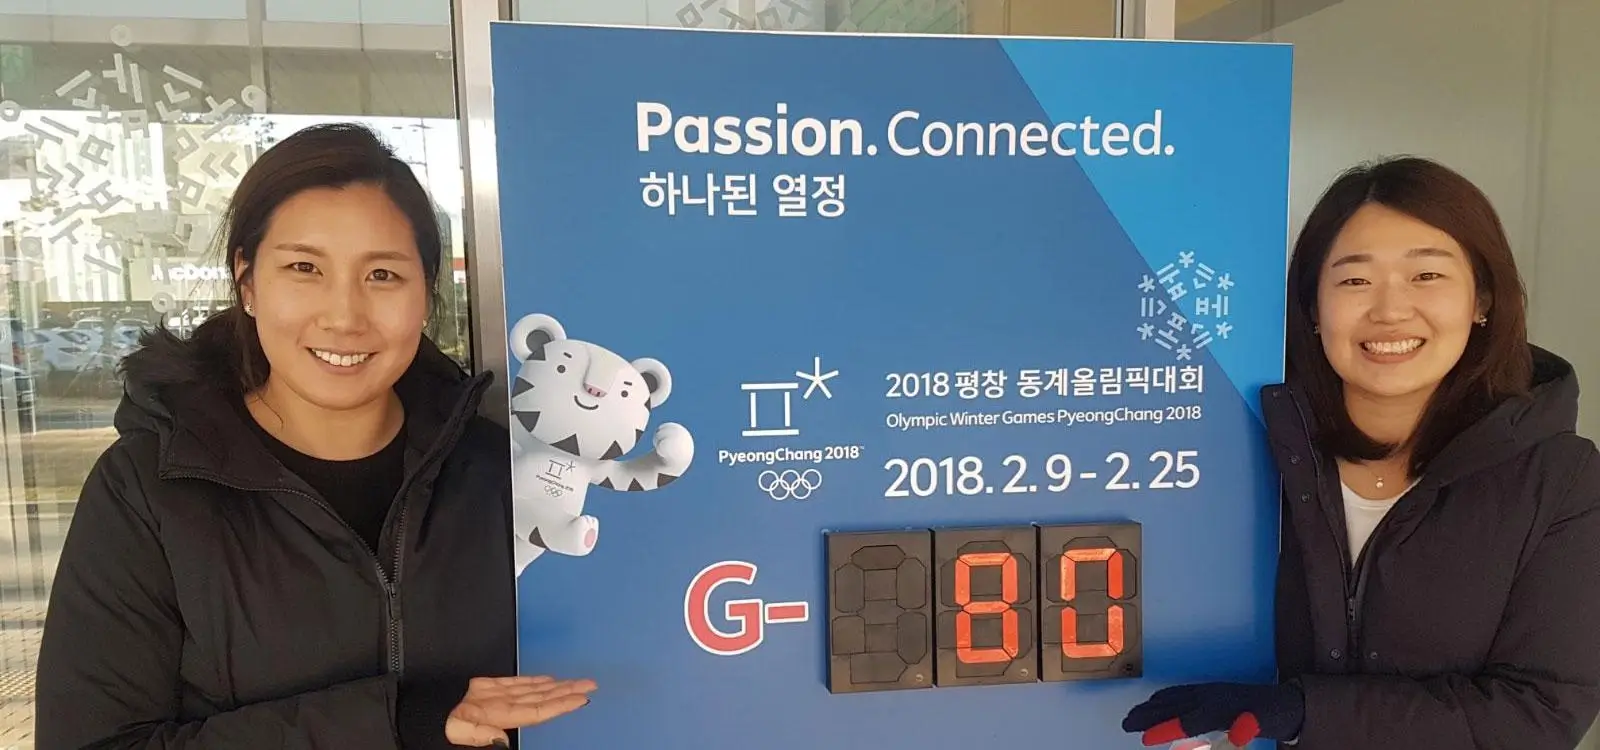 Passion. Connected.
하나된 열정
2018 평창 동계올림픽대회
Olympic Winter Games PyeongChang 2018
PyeongChang 2018™
2018. 2. 9 - 2. 25
G-80